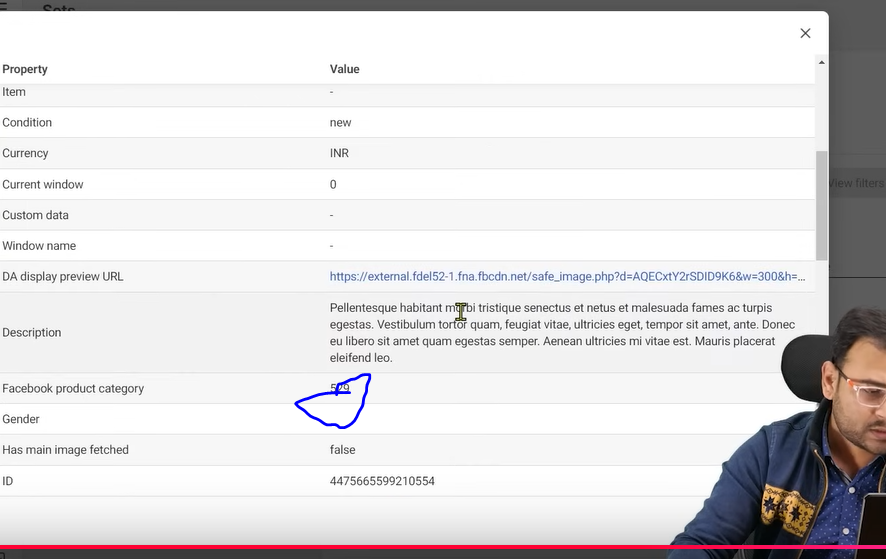 Sets
Property Value
Item -
Condition new
Currency INR
Current window 0
View filters
Custom data -
Window name -
DA display preview URL https://external.fdel52-1.fna.fbcdn.net/safe_image.php?d=AQECxtY2rSDID9K6&w=300&h=...
Pellentesque habitant morbi tristique senectus et netus et malesuada fames ac turpis
egestas. Vestibulum tortor quam, feugiat vitae, ultricies eget, tempor sit amet, ante. Donec
Description
eu libero sit amet quam egestas semper. Aenean ultricies mi vitae est. Mauris placerat
eleifend leo.
Facebook product category 529
Gender
Has main image fetched false
ID 4475665599210554